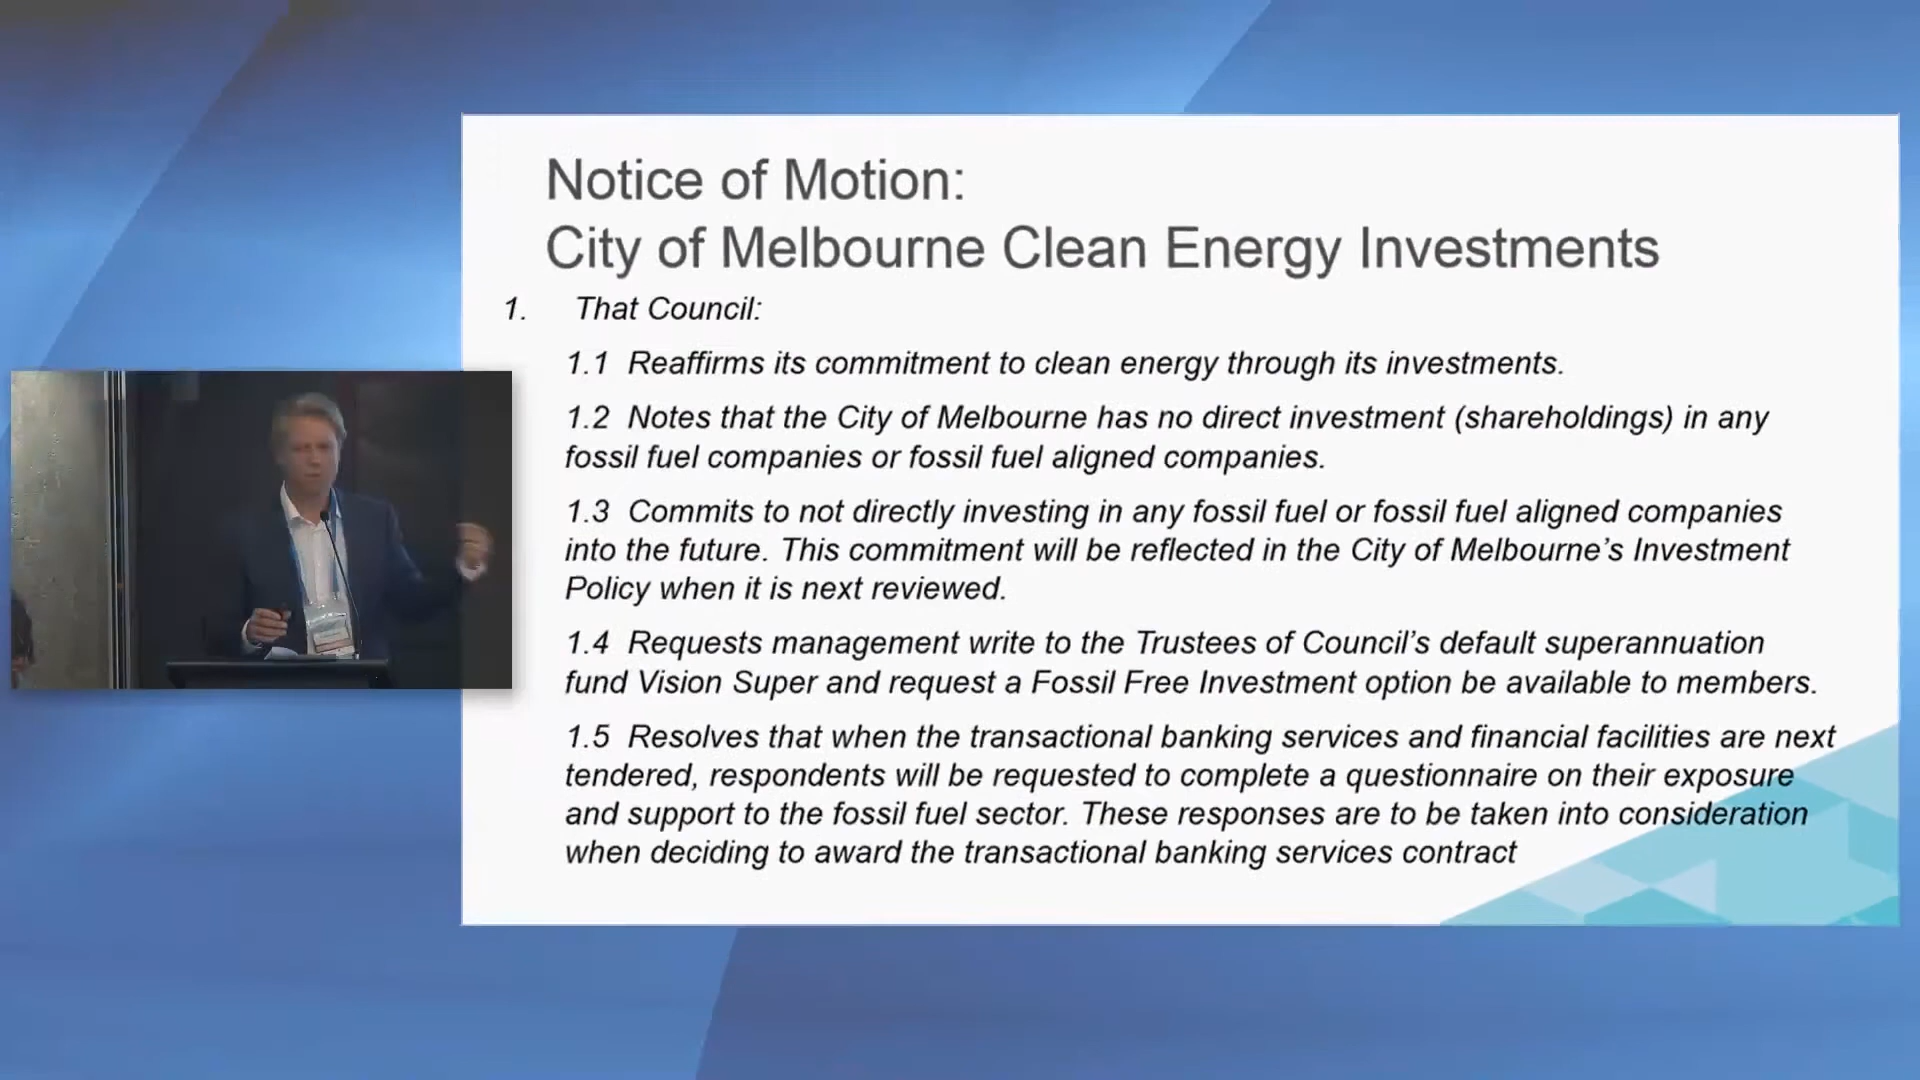 Notice of Motion:
City of Melbourne Clean Energy Investments
1. That Council:
1.1 Reaffirms its commitment to clean energy through its investments.
1.2 Notes that the City of Melbourne has no direct investment (shareholdings) in any
fossil fuel companies or fossil fuel aligned companies.
1.3 Commits to not directly investing in any fossil fuel or fossil fuel aligned companies
into the future. This commitment will be reflected in the City of Melbourne’s Investment
Policy when it is next reviewed.
1.4 Requests management write to the Trustees of Council’s default superannuation
fund Vision Super and request a Fossil Free Investment option be available to members.
1.5 Resolves that when the transactional banking services and financial facilities are next
tendered, respondents will be requested to complete a questionnaire on their exposure
and support to the fossil fuel sector. These responses are to be taken into consideration
when deciding to award the transactional banking services contract